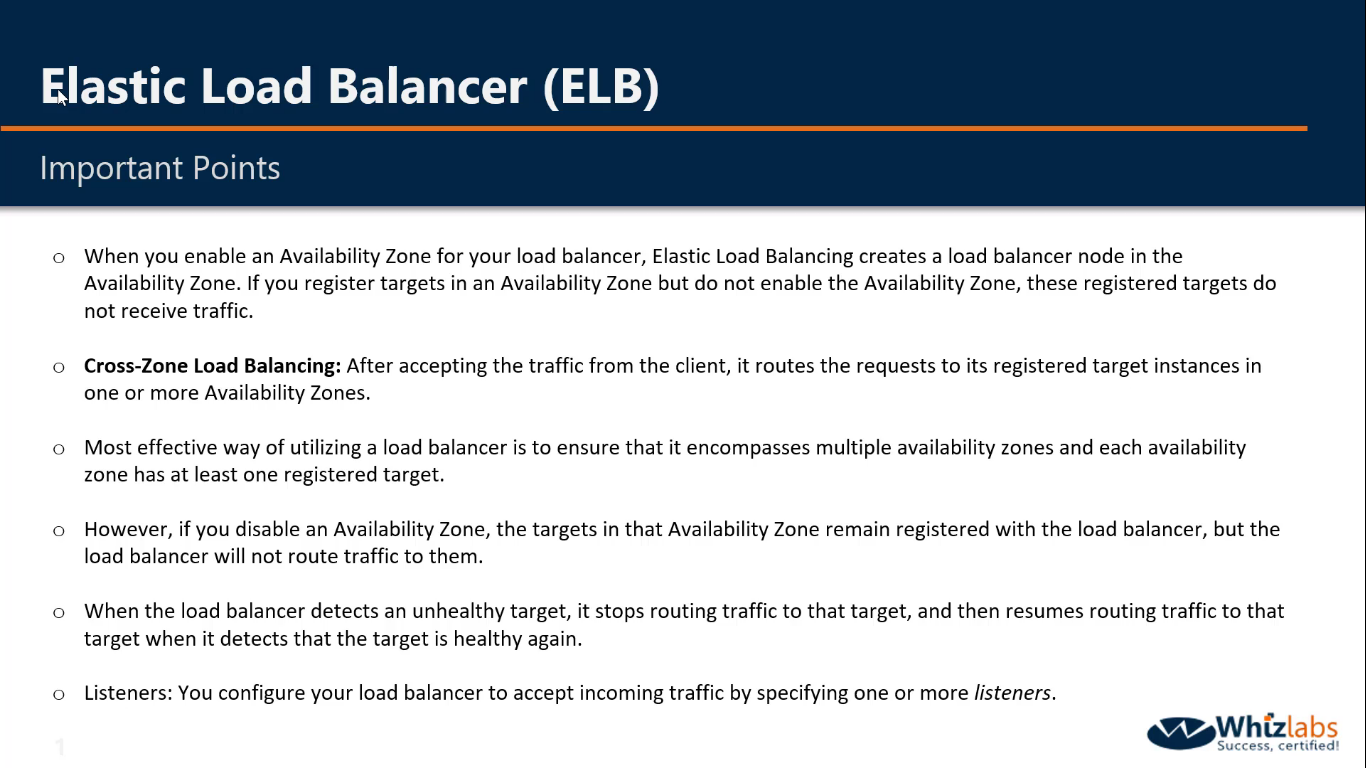 Elastic Load Balancer (ELB)
Important Points
○ When you enable an Availability Zone for your load balancer, Elastic Load Balancing creates a load balancer node in the
Availability Zone. If you register targets in an Availability Zone but do not enable the Availability Zone, these registered targets do
not receive traffic.
○ Cross-Zone Load Balancing: After accepting the traffic from the client, it routes the requests to its registered target instances in
one or more Availability Zones.
○ Most effective way of utilizing a load balancer is to ensure that it encompasses multiple availability zones and each availability
zone has at least one registered target.
○ However, if you disable an Availability Zone, the targets in that Availability Zone remain registered with the load balancer, but the
load balancer will not route traffic to them.
○ When the load balancer detects an unhealthy target, it stops routing traffic to that target, and then resumes routing traffic to that
target when it detects that the target is healthy again.
○ Listeners: You configure your load balancer to accept incoming traffic by specifying one or more listeners.
1
Whizlabs
Success, certified!